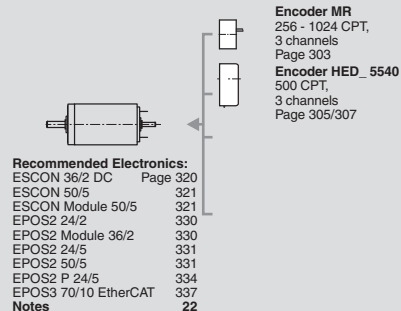 Encoder MR
256 - 1024 CPT,
3 channels
Page 303
Encoder HED_ 5540
500 CPT,
3 channels
Page 305/307
Recommended Electronics:
ESCON 36/2 DC Page 320
ESCON 50/5 321
ESCON Module 50/5 321
EPOS2 24/2 330
EPOS2 Module 36/2 330
EPOS2 24/5 331
EPOS2 50/5 331
EPOS2 P 24/5 334
EPOS3 70/10 EtherCAT 337
Notes 22